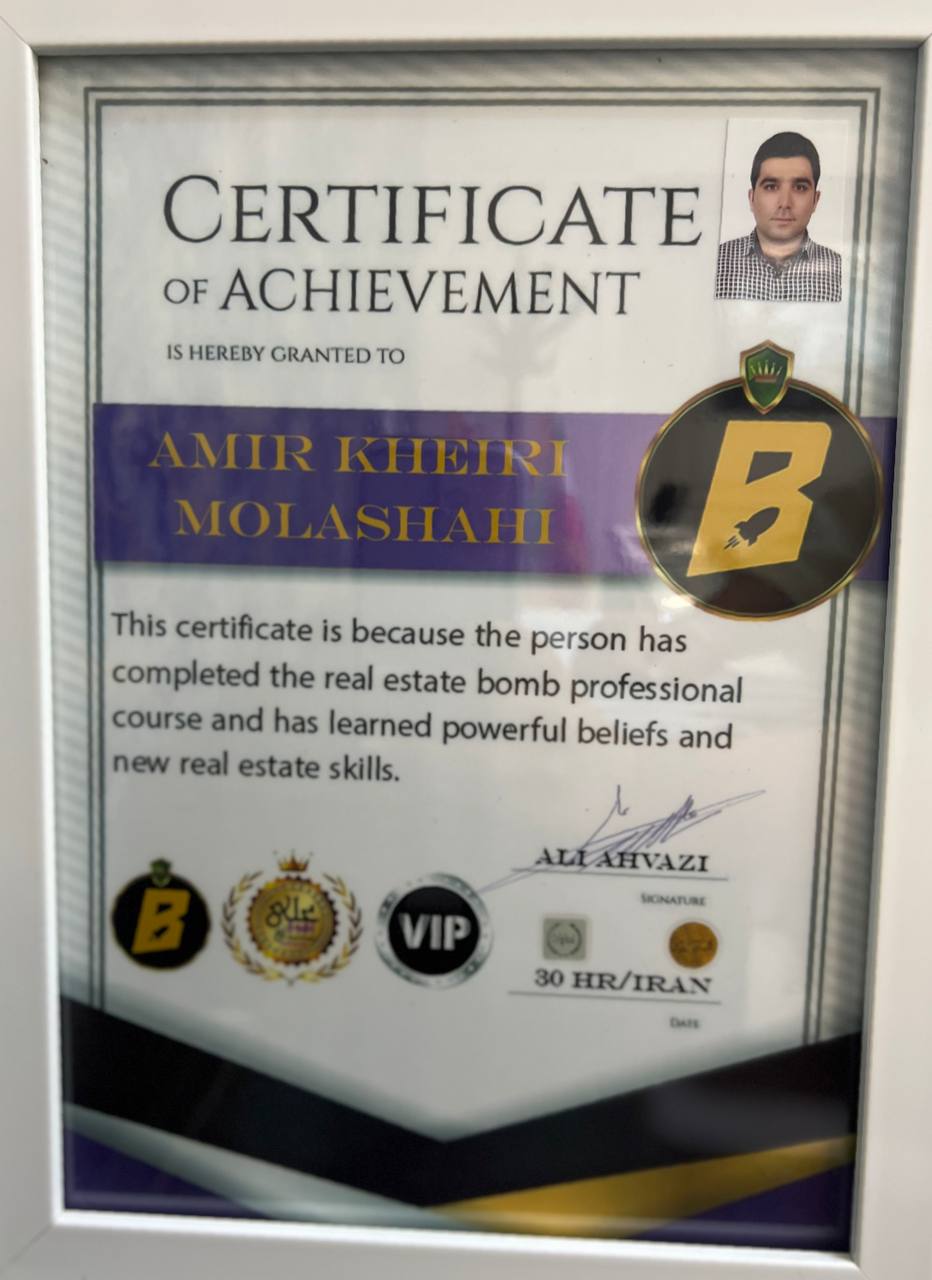 CERTIFICATE
OF ACHIEVEMENT
IS HEREBY GRANTED TO
AMIR KHEIRI
MOLASHAHI
B
This certificate is because the person has
completed the real estate bomb professional
course and has learned powerful beliefs and
new real estate skills.
ALI AHVAZI
SIGNATURE
B
VIP
30 HR/IRAN
DATE